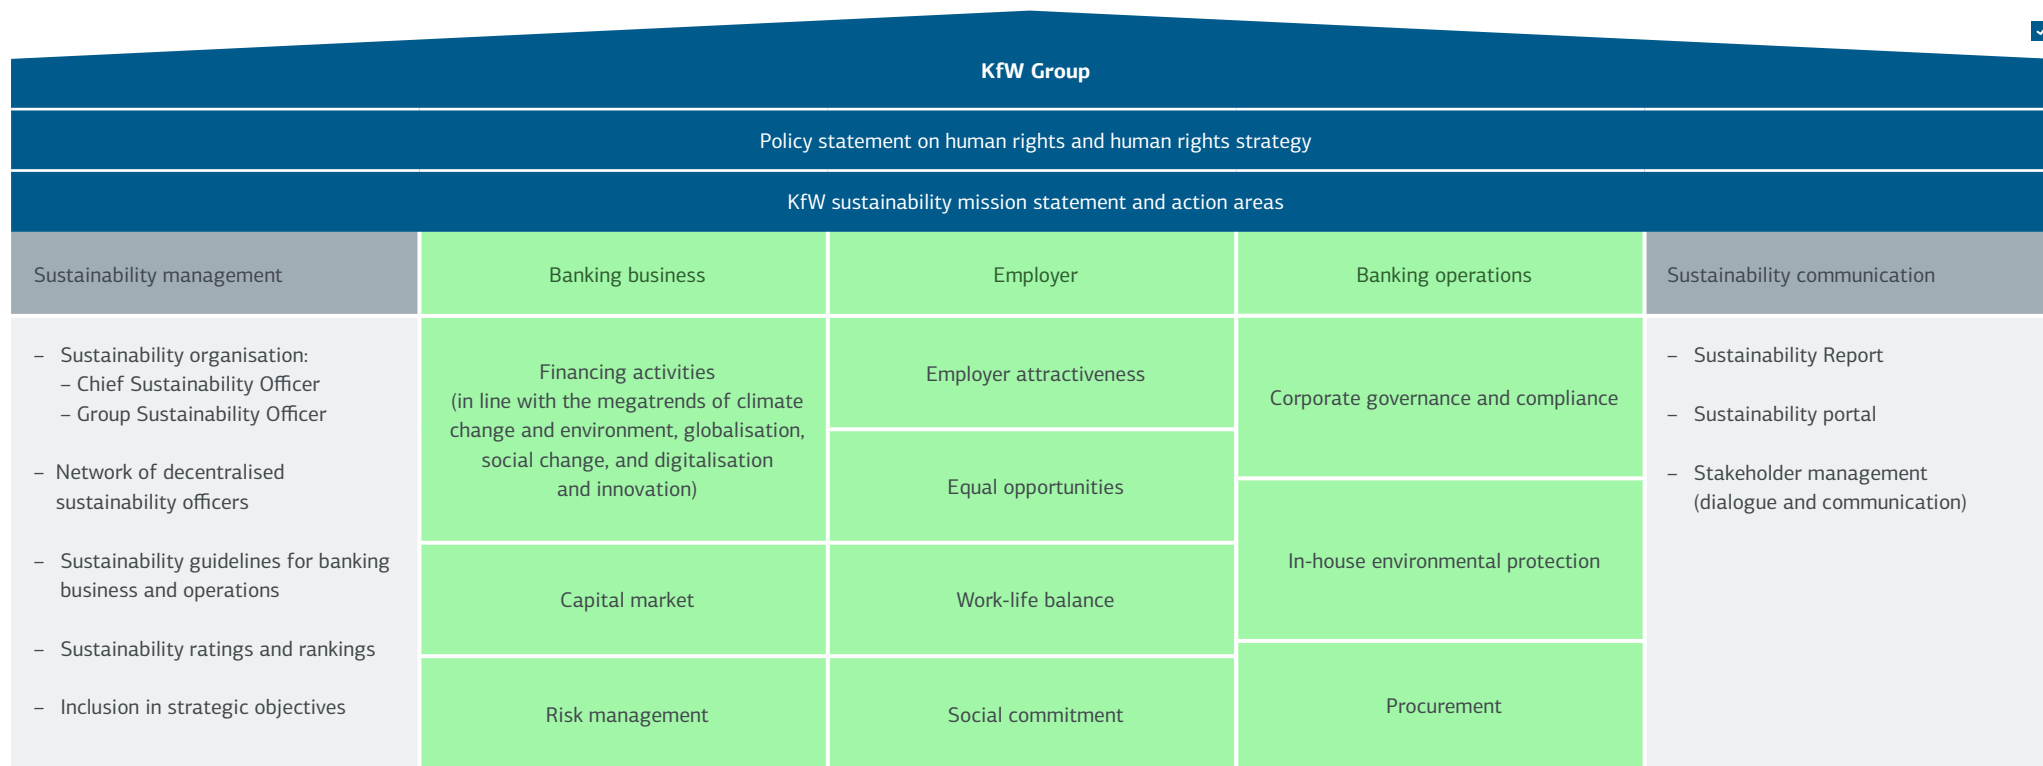 KfW Group
Policy statement on human rights and human rights strategy
KfW sustainability mission statement and action areas
Sustainability management
– Sustainability organisation:
– Chief Sustainability Officer
– Group Sustainability Officer
– Network of decentralised
sustainability officers
– Sustainability guidelines for banking
business and operations
– Sustainability ratings and rankings
– Inclusion in strategic objectives
Banking business
Financing activities
(in line with the megatrends of climate
change and environment, globalisation,
social change, and digitalisation
and innovation)
Capital market
Risk management
Employer
Employer attractiveness
Equal opportunities
Work-life balance
Social commitment
Banking operations
Corporate governance and compliance
In-house environmental protection
Procurement
Sustainability communication
– Sustainability Report
– Sustainability portal
– Stakeholder management
(dialogue and communication)